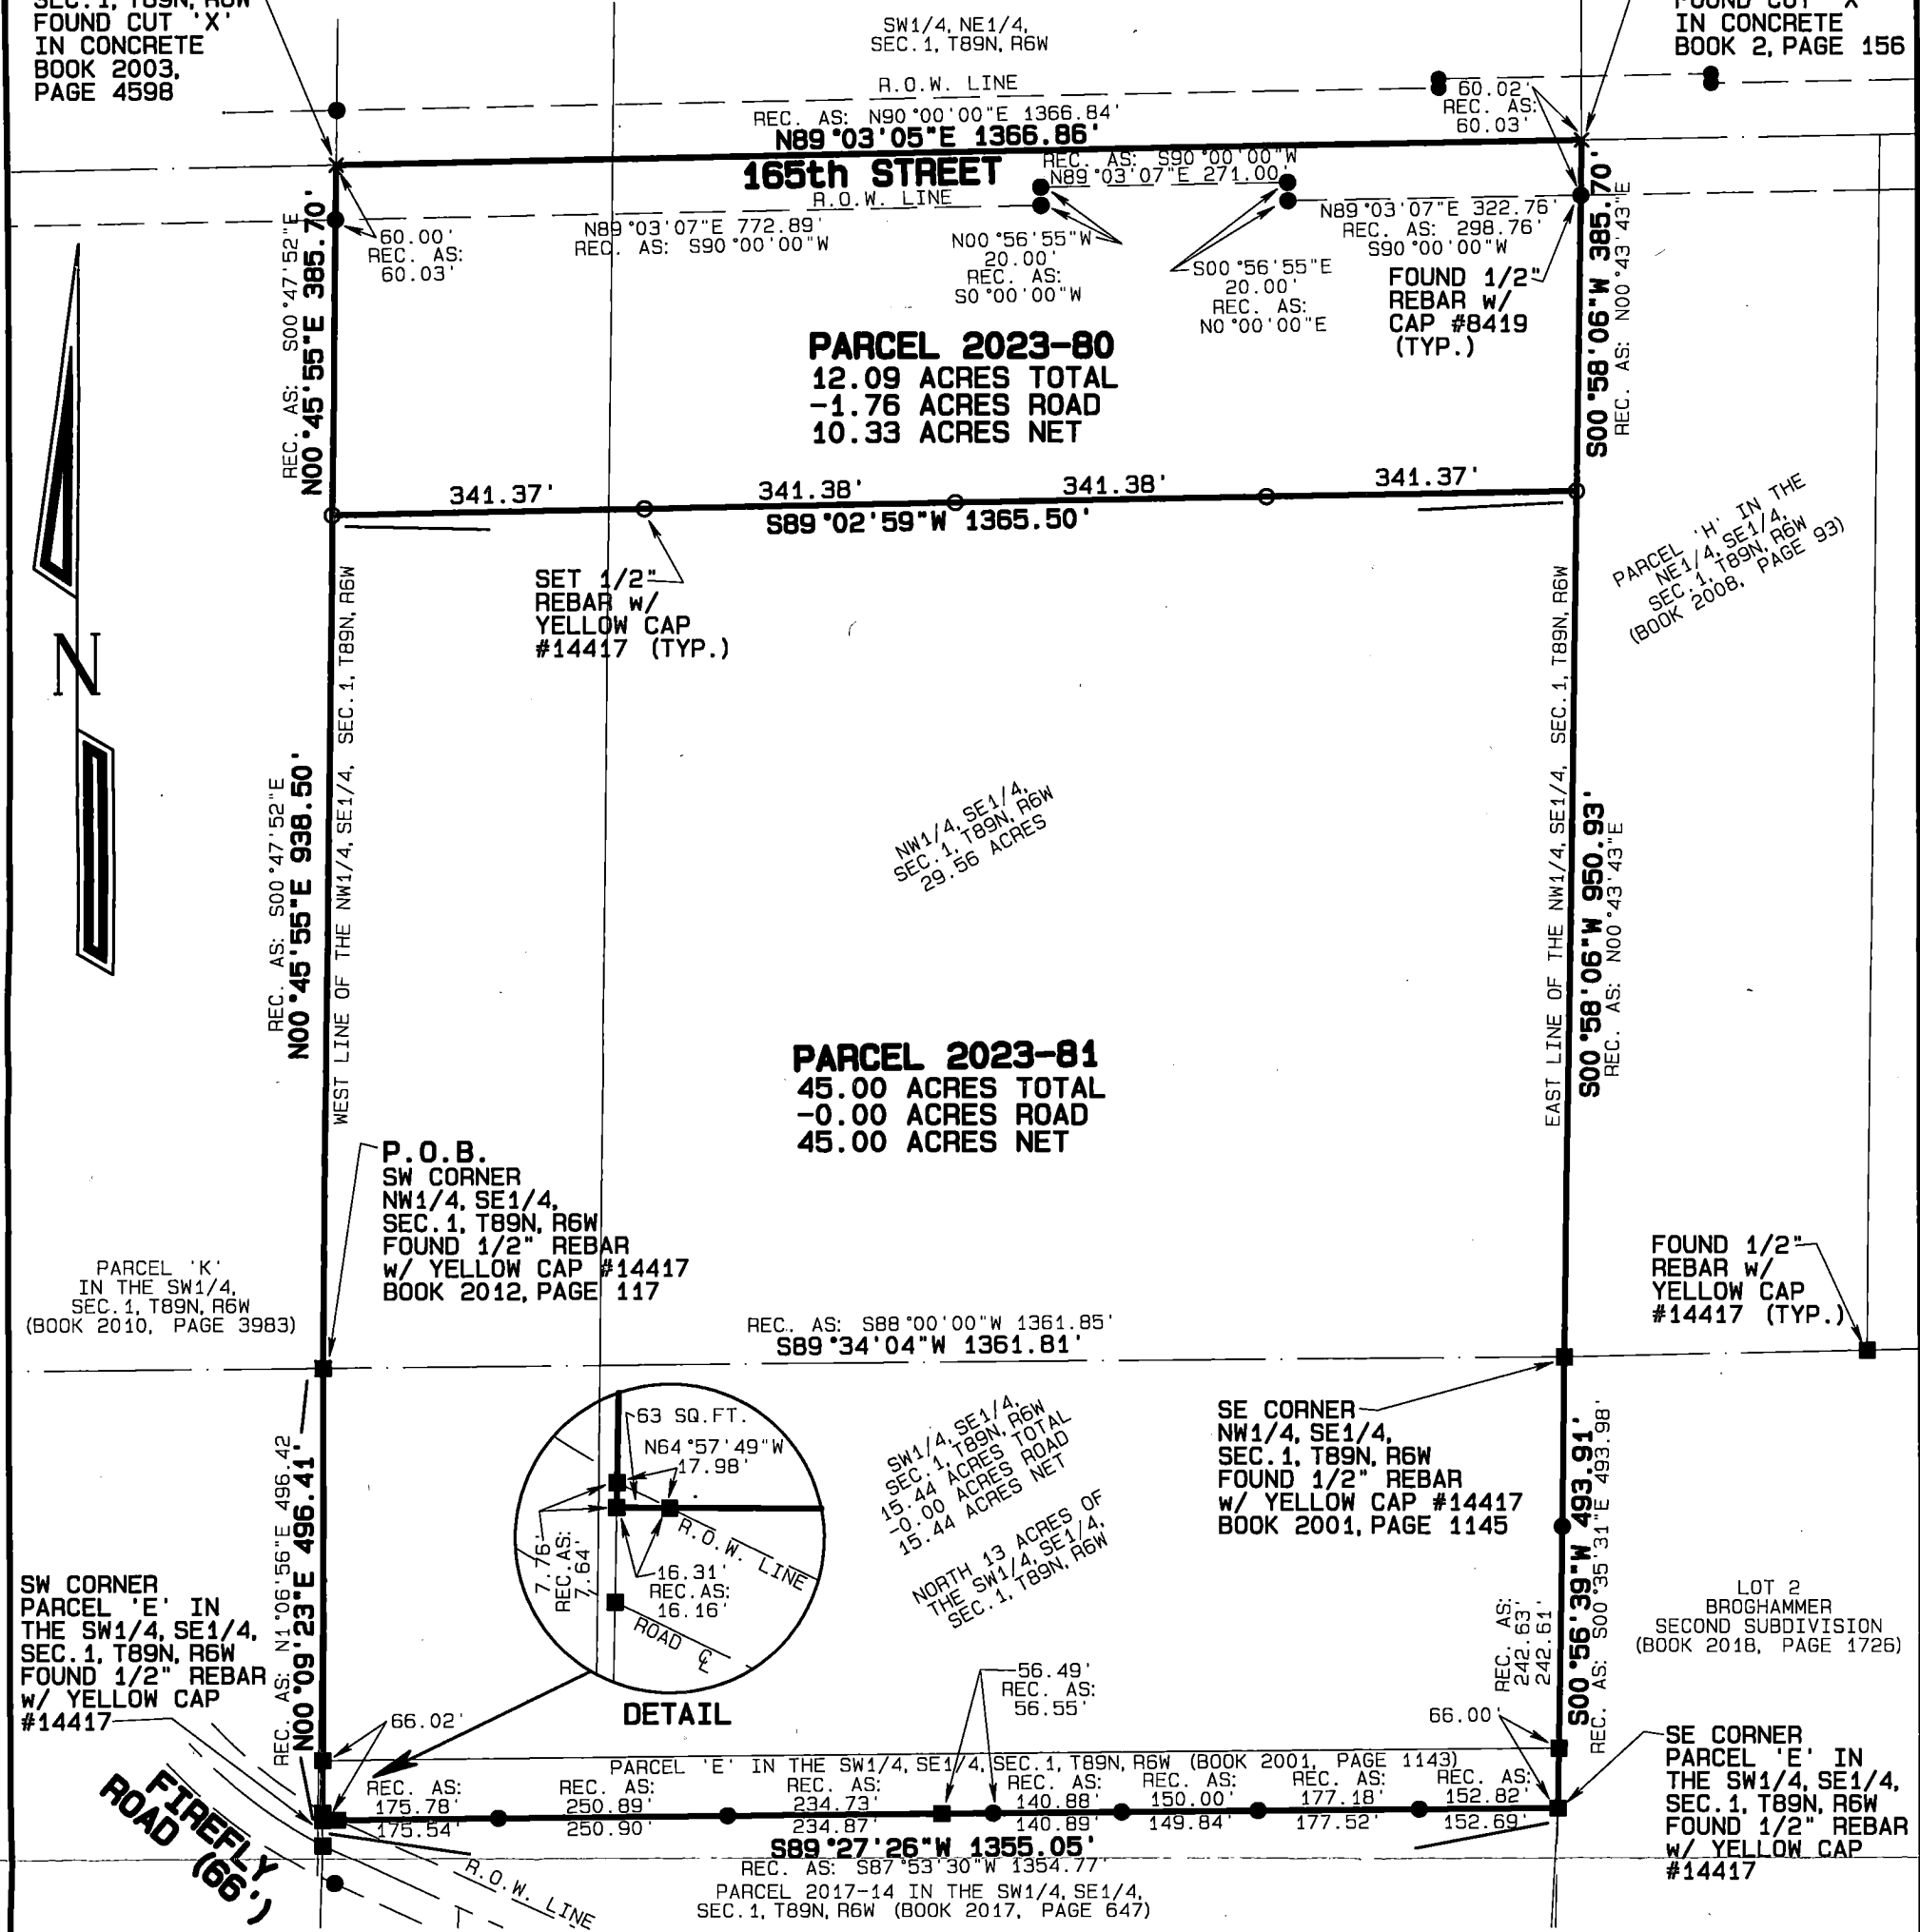 SEC.1, T89N, R6W
FOUND CUT 'X'
IN CONCRETE
BOOK 2003,
PAGE 4598
SW1/4, NE1/4,
SEC.1, T89N, R6W
FOUND CUT 'X'
IN CONCRETE
BOOK 2, PAGE 156
R.O.W. LINE
REC. AS: N90°00'00"E 1366.84'
N89°03'05"E 1366.86'
60.02'
REC. AS:
60.03'
165th STREET
R.O.W. LINE
REC. AS: S90°00'00"W
N89°03'07"E 271.00'
60.00'
REC. AS:
60.03'
N89°03'07"E 772.89'
REC. AS: S90°00'00"W
N00°56'55"W
20.00'
REC. AS:
S0°00'00"W
S00°56'55"E
20.00'
REC. AS:
N0°00'00"E
N89°03'07"E 322.76'
REC. AS: 298.76'
S90°00'00"W
FOUND 1/2"
REBAR w/
CAP #8419
(TYP.)
REC. AS: S00°47'52"E
N00°45'55"E 385.70'
S00°58'06"W 385.70'
REC. AS: N00°43'43"E
PARCEL 2023-80
12.09 ACRES TOTAL
-1.76 ACRES ROAD
10.33 ACRES NET
341.37'
341.38'
341.38'
341.37'
S89°02'59"W 1365.50'
SET 1/2"
REBAR w/
YELLOW CAP
#14417 (TYP.)
PARCEL 'H' IN THE
NE1/4, SE1/4,
SEC.1, T89N, R6W
(BOOK 2008, PAGE 93)
N
REC. AS: S00°47'52"E
N00°45'55"E 938.50'
WEST LINE OF THE NW1/4, SE1/4, SEC.1, T89N, R6W
NW1/4, SE1/4,
SEC.1, T89N, R6W
29.56 ACRES
EAST LINE OF THE NW1/4, SE1/4, SEC.1, T89N, R6W
S00°58'06"W 950.93'
REC. AS: N00°43'43"E
PARCEL 2023-81
45.00 ACRES TOTAL
-0.00 ACRES ROAD
45.00 ACRES NET
P.O.B.
SW CORNER
NW1/4, SE1/4,
SEC.1, T89N, R6W
FOUND 1/2" REBAR
w/ YELLOW CAP #14417
BOOK 2012, PAGE 117
PARCEL 'K'
IN THE SW1/4,
SEC.1, T89N, R6W
(BOOK 2010, PAGE 3983)
FOUND 1/2"
REBAR w/
YELLOW CAP
#14417 (TYP.)
REC. AS: S88°00'00"W 1361.85'
S89°34'04"W 1361.81'
63 SQ.FT.
N64°57'49"W
17.98'
7.76'
REC.AS:
7.64'
16.31'
REC.AS:
16.16'
R.O.W. LINE
ROAD CL
DETAIL
SW1/4, SE1/4,
SEC.1, T89N, R6W
15.44 ACRES TOTAL
-0.00 ACRES ROAD
15.44 ACRES NET
NORTH 13 ACRES OF
THE SW1/4, SE1/4,
SEC.1, T89N, R6W
SE CORNER
NW1/4, SE1/4,
SEC.1, T89N, R6W
FOUND 1/2" REBAR
w/ YELLOW CAP #14417
BOOK 2001, PAGE 1145
REC. AS: N1°06'56"E 496.42
N00°09'23"E 496.41'
S00°56'39"W 493.91'
REC. AS: S00°35'31"E 493.98'
REC. AS:
242.63'
242.61'
SW CORNER
PARCEL 'E' IN
THE SW1/4, SE1/4,
SEC.1, T89N, R6W
FOUND 1/2" REBAR
w/ YELLOW CAP
#14417
LOT 2
BROGHAMMER
SECOND SUBDIVISION
(BOOK 2018, PAGE 1726)
66.02'
56.49'
REC. AS:
56.55'
66.00'
SE CORNER
PARCEL 'E' IN
THE SW1/4, SE1/4,
SEC.1, T89N, R6W
FOUND 1/2" REBAR
w/ YELLOW CAP
#14417
PARCEL 'E' IN THE SW1/4, SE1/4, SEC.1, T89N, R6W (BOOK 2001, PAGE 1143)
REC. AS:
175.78'
175.54'
REC. AS:
250.89'
250.90'
REC. AS:
234.73'
234.87'
REC. AS:
140.88'
140.89'
REC. AS:
150.00'
149.84'
REC. AS:
177.18'
177.52'
REC. AS:
152.82'
152.69'
S89°27'26"W 1355.05'
REC. AS: S87°53'30"W 1354.77'
PARCEL 2017-14 IN THE SW1/4, SE1/4,
SEC.1, T89N, R6W (BOOK 2017, PAGE 647)
FIREFLY
ROAD (66')
R.O.W. LINE